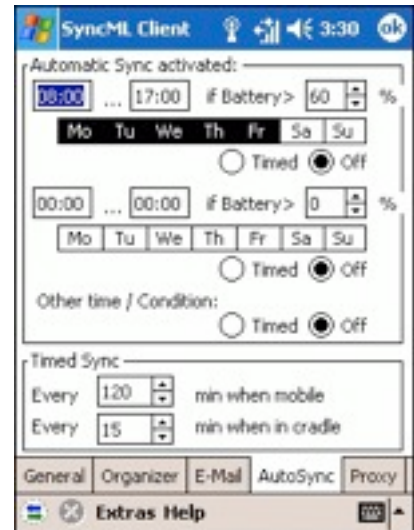 SyncML Client 3:30 ok
Automatic Sync activated:
08:00 ... 17:00 if Battery> 60 %
Mo Tu We Th Fr Sa Su
Timed Off
00:00 ... 00:00 if Battery> 0 %
Mo Tu We Th Fr Sa Su
Timed Off
Other time / Condition:
Timed Off
Timed Sync
Every 120 min when mobile
Every 15 min when in cradle
General Organizer E-Mail AutoSync Proxy
Extras Help